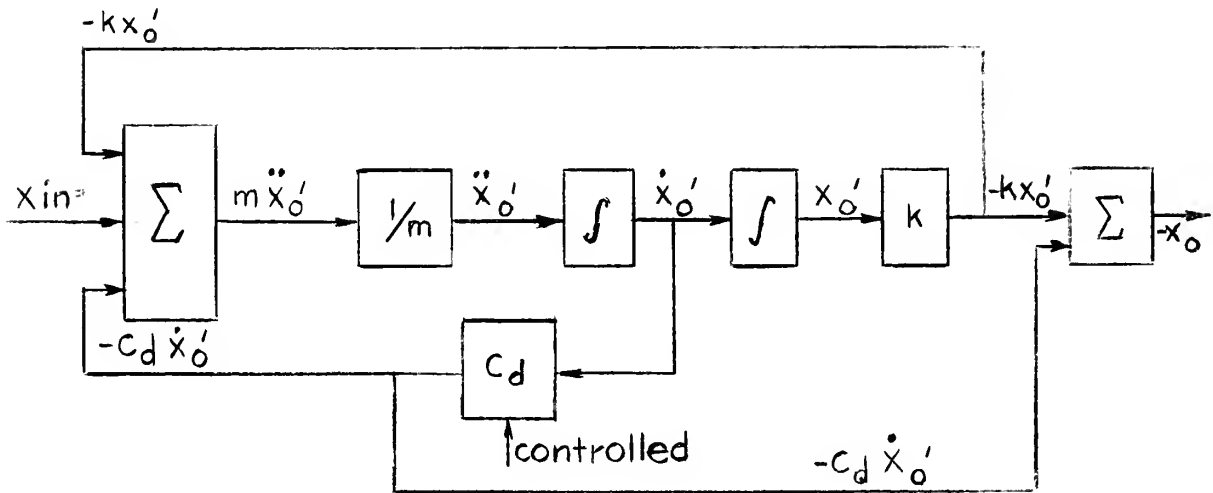 -kx₀′
xin
Σ
mẍ₀′
1/m
ẍ₀′
∫
ẋ₀′
∫
x₀′
k
-kx₀′
Σ
-x₀
-C_d ẋ₀′
C_d
controlled
-C_d ẋ₀′